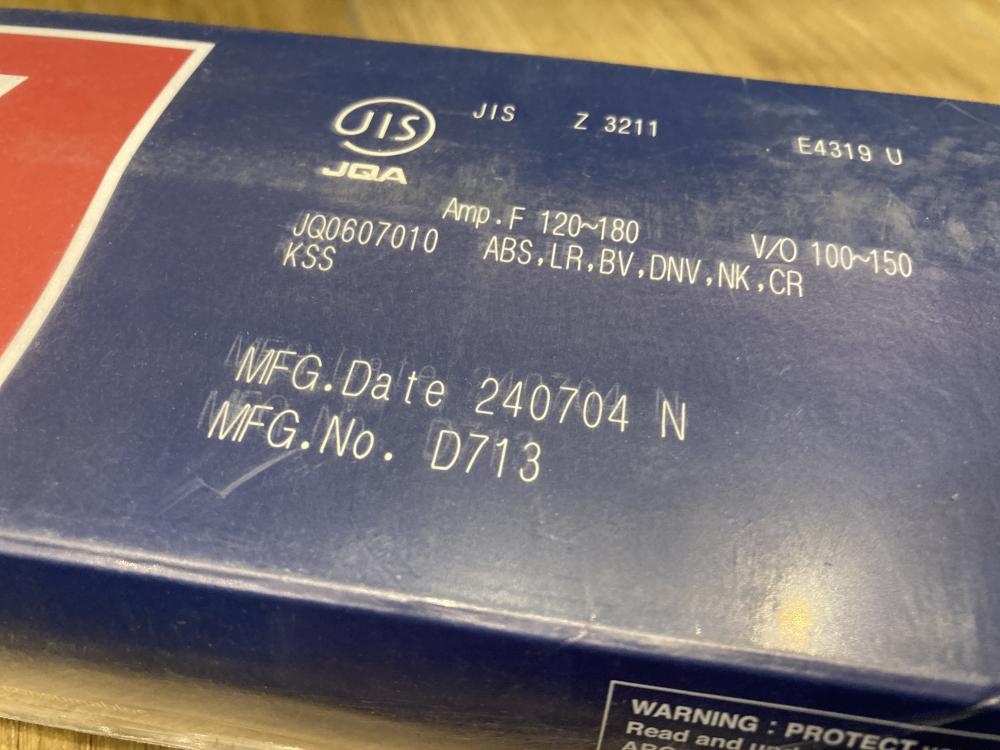 JIS
JQA
JIS Z 3211 E4319 U
Amp. F 120~180 V/O 100~150
JQ0607010 ABS,LR,BV,DNV,NK,CR
KSS
MFG.Date 240704 N
MFG.No. D713
WARNING : PROTECT
Read and